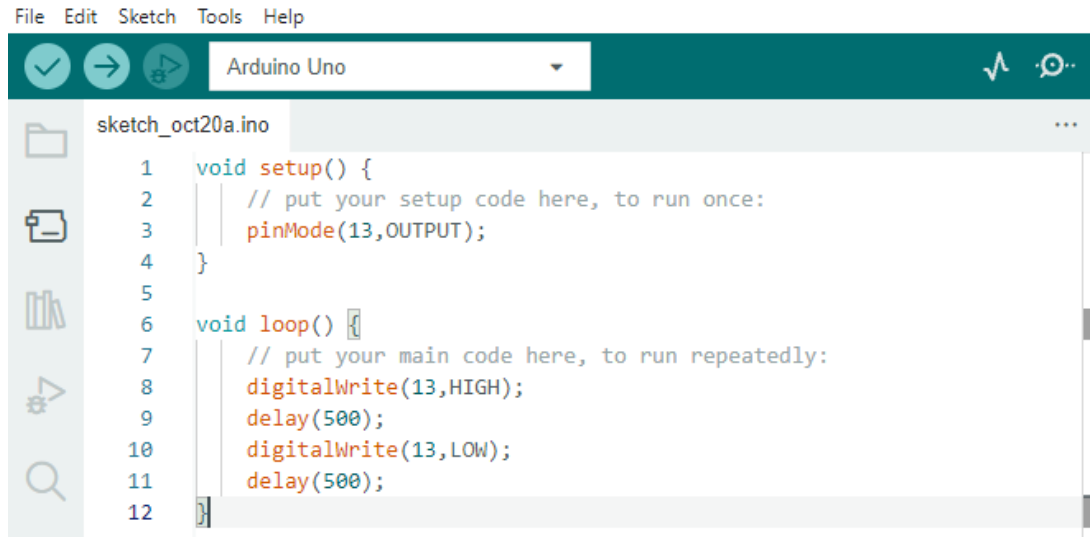 File Edit Sketch Tools Help
Arduino Uno
sketch_oct20a.ino
1 void setup() {
2 // put your setup code here, to run once:
3 pinMode(13,OUTPUT);
4 }
5
6 void loop() {
7 // put your main code here, to run repeatedly:
8 digitalWrite(13,HIGH);
9 delay(500);
10 digitalWrite(13,LOW);
11 delay(500);
12 }